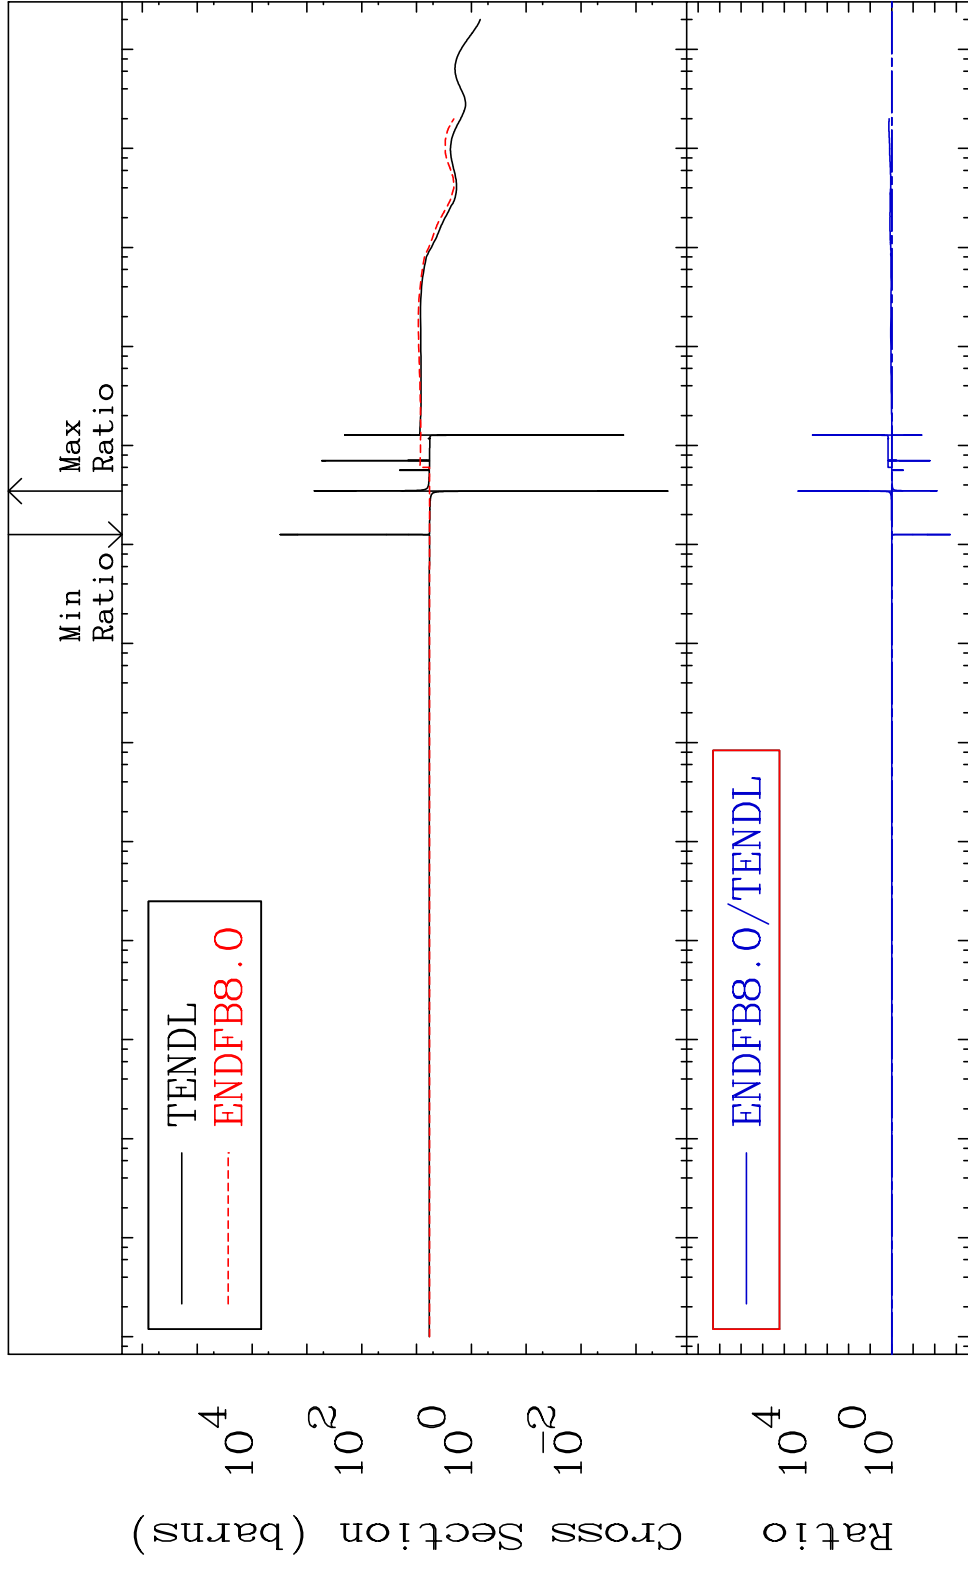 Min
Ratio
Max
Ratio
TENDL
ENDFB8.0
Cross Section (barns)
10^4
10^2
10^0
10^-2
ENDFB8.0/TENDL
Ratio
10^4
10^0